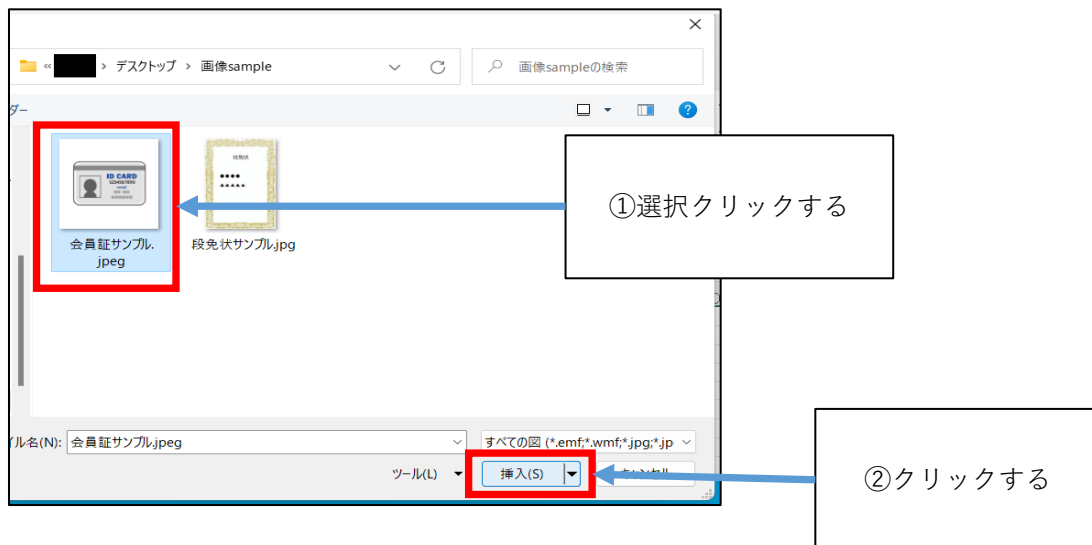 « › デスクトップ › 画像sample
画像sampleの検索
ダー
ID CARD
1234567890
段免状
会員証サンプル.
jpeg
段免状サンプル.jpg
①選択クリックする
イル名(N): 会員証サンプル.jpeg
すべての図 (*.emf;*.wmf;*.jpg;*.jp
ツール(L)
挿入(S)
②クリックする